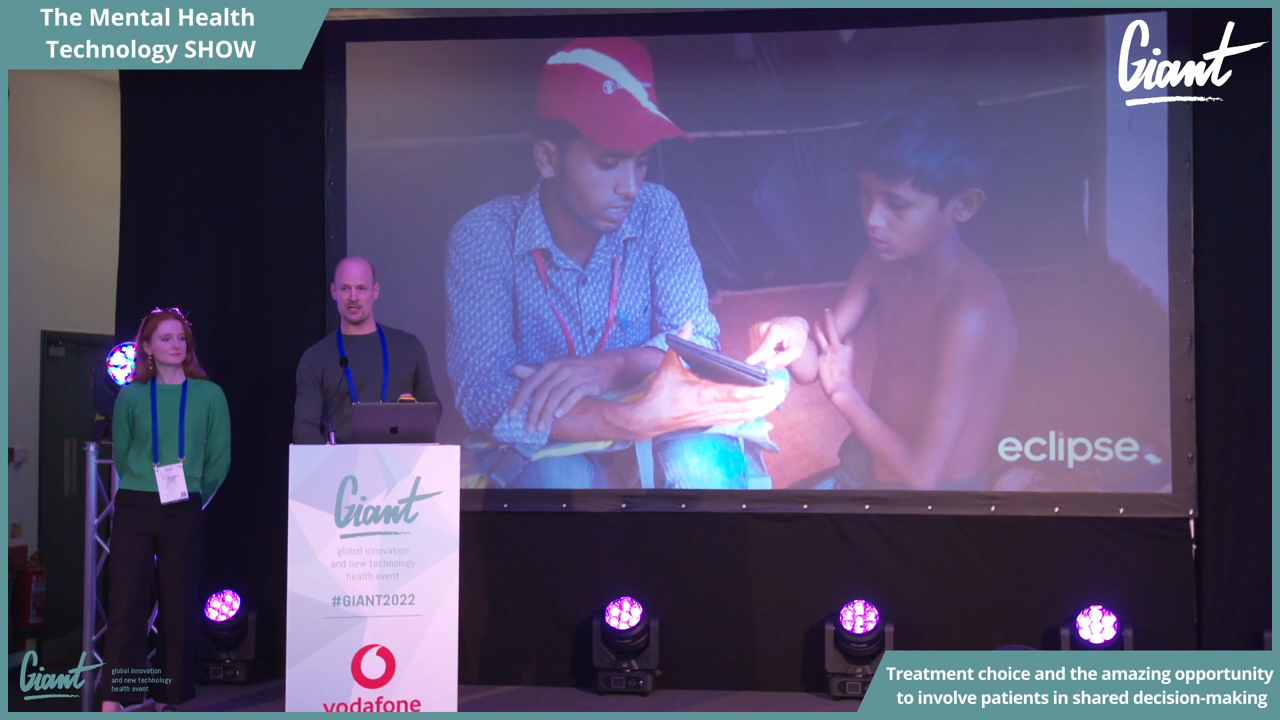 The Mental Health
Technology SHOW
Giant
eclipse
Giant
global innovation
and new technology
health event
#GIANT2022
vodafone
Giant
global innovation
and new technology
health event
Treatment choice and the amazing opportunity
to involve patients in shared decision-making